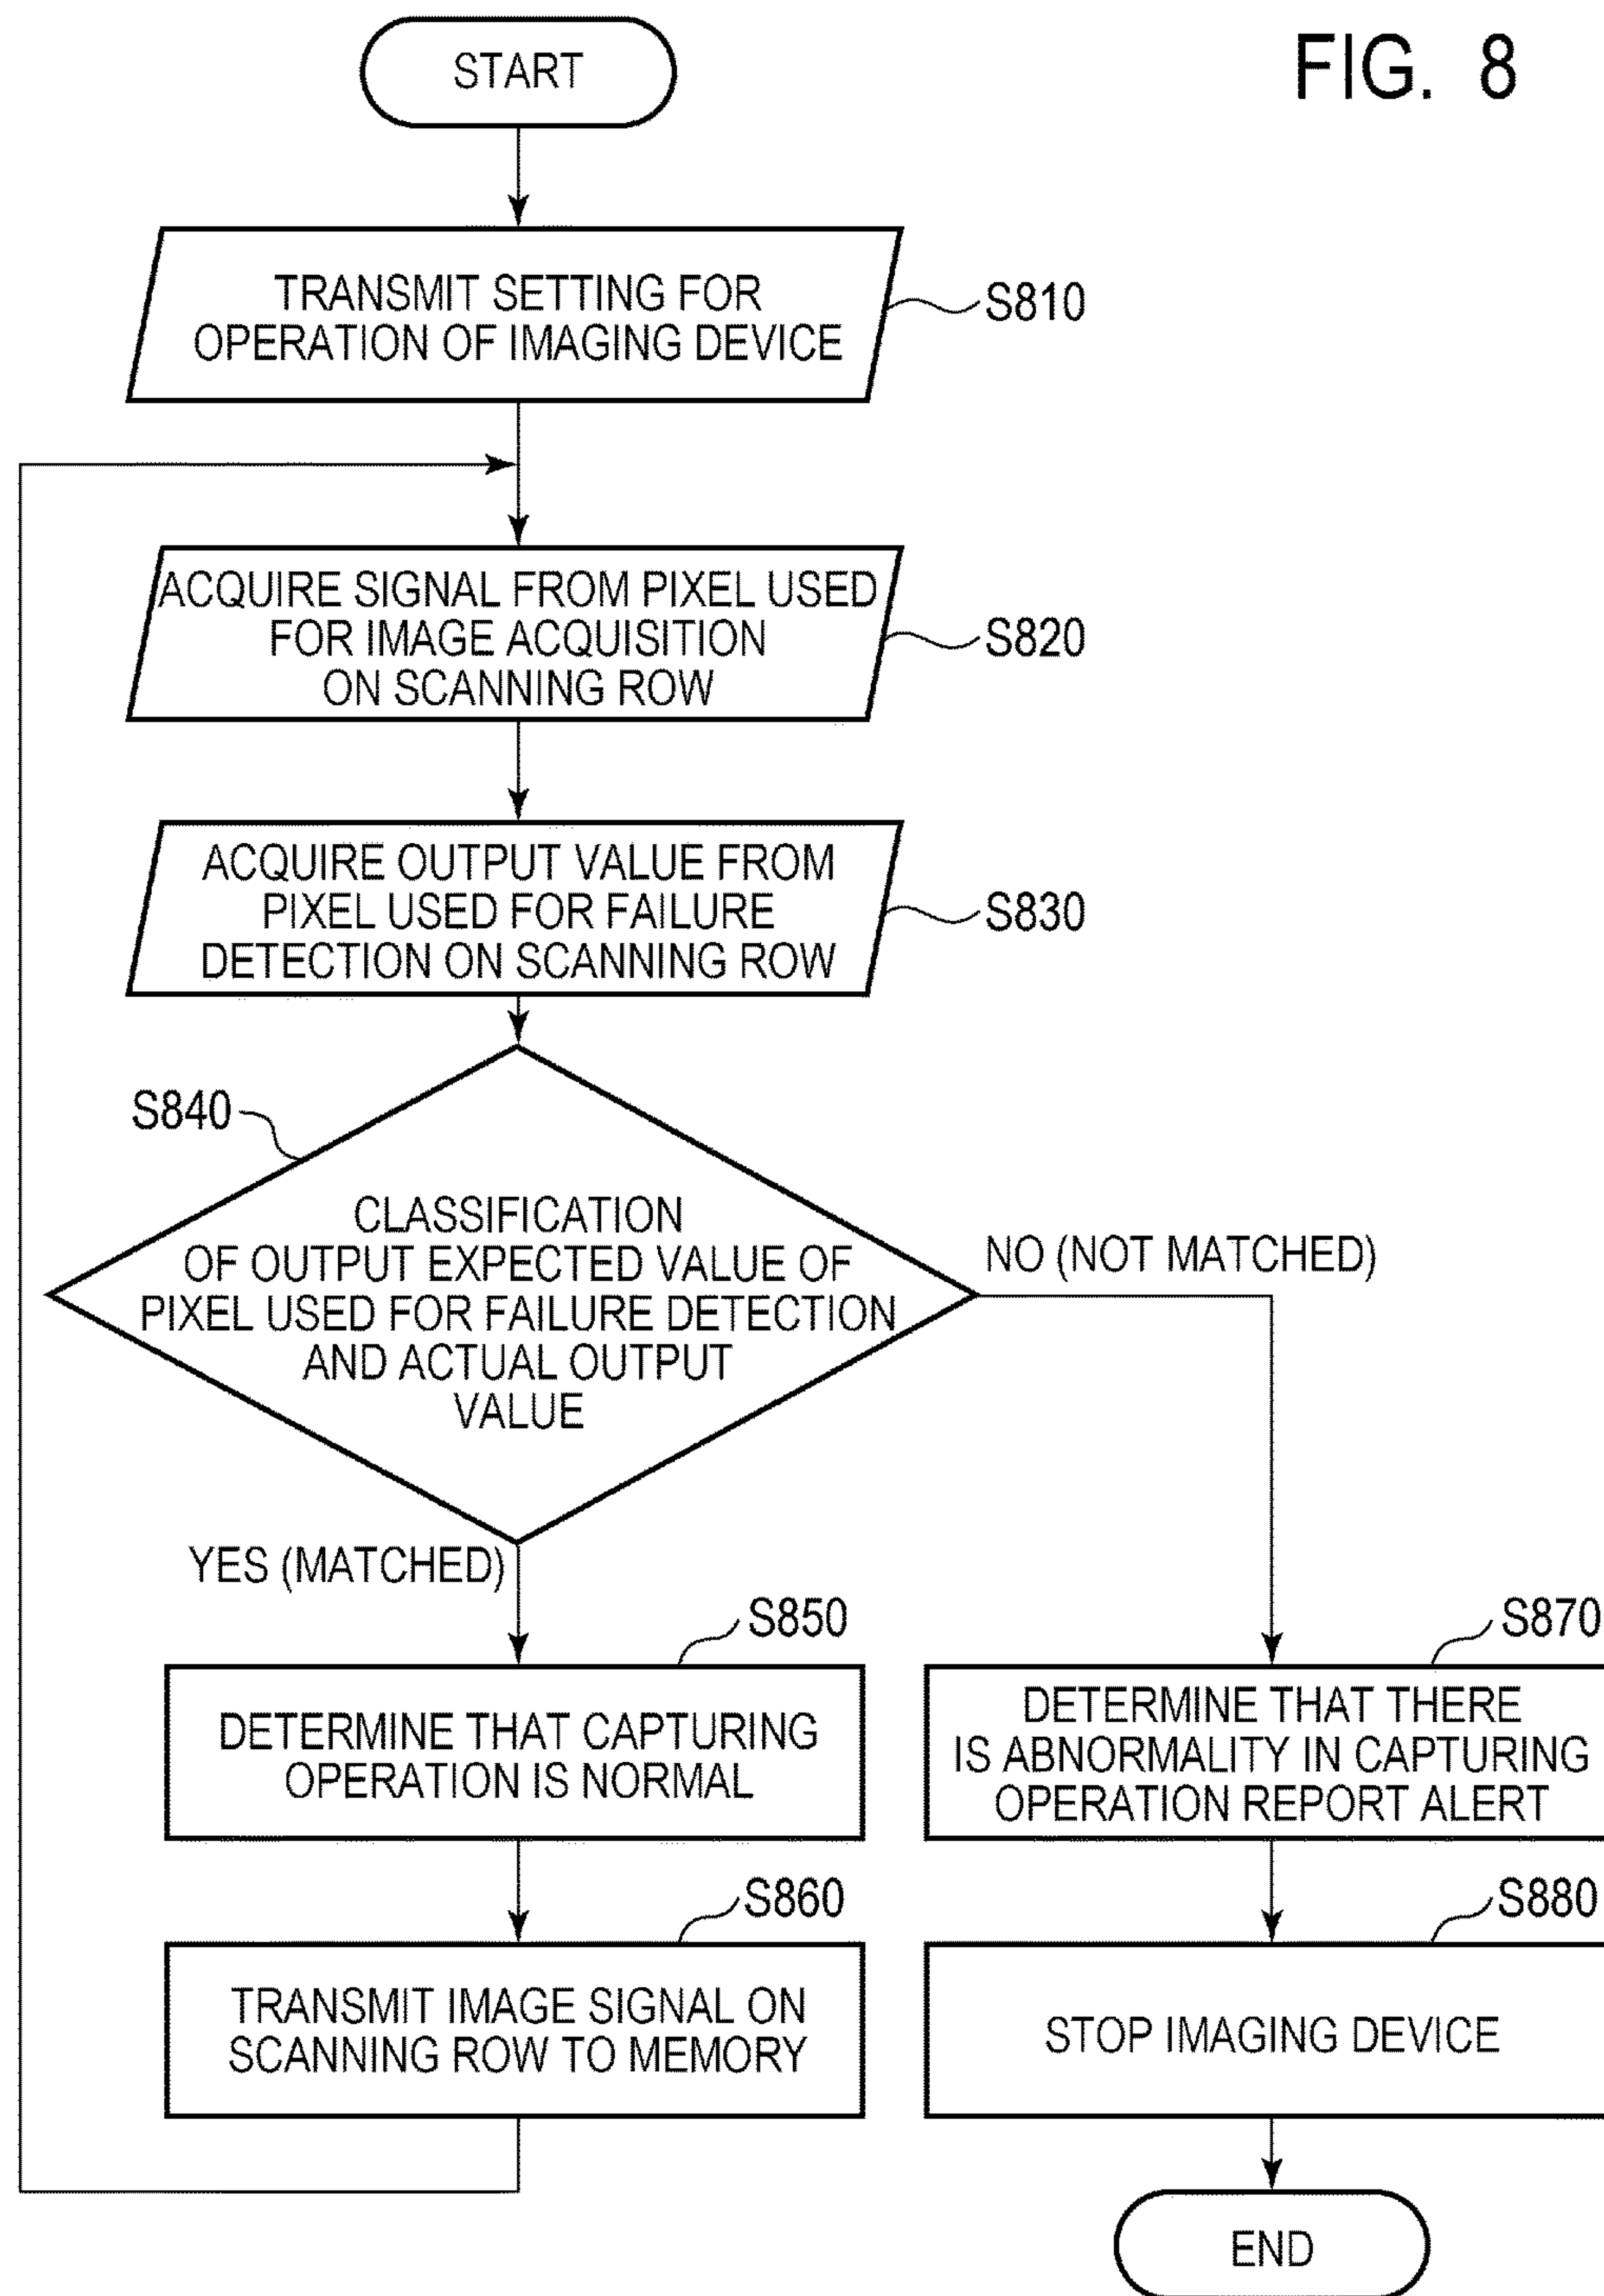 FIG. 8
START
TRANSMIT SETTING FOR
OPERATION OF IMAGING DEVICE
S810
ACQUIRE SIGNAL FROM PIXEL USED
FOR IMAGE ACQUISITION
ON SCANNING ROW
S820
ACQUIRE OUTPUT VALUE FROM
PIXEL USED FOR FAILURE
DETECTION ON SCANNING ROW
S830
S840
CLASSIFICATION
OF OUTPUT EXPECTED VALUE OF
PIXEL USED FOR FAILURE DETECTION
AND ACTUAL OUTPUT
VALUE
NO (NOT MATCHED)
YES (MATCHED)
S850
DETERMINE THAT CAPTURING
OPERATION IS NORMAL
S870
DETERMINE THAT THERE
IS ABNORMALITY IN CAPTURING
OPERATION REPORT ALERT
S860
TRANSMIT IMAGE SIGNAL ON
SCANNING ROW TO MEMORY
S880
STOP IMAGING DEVICE
END